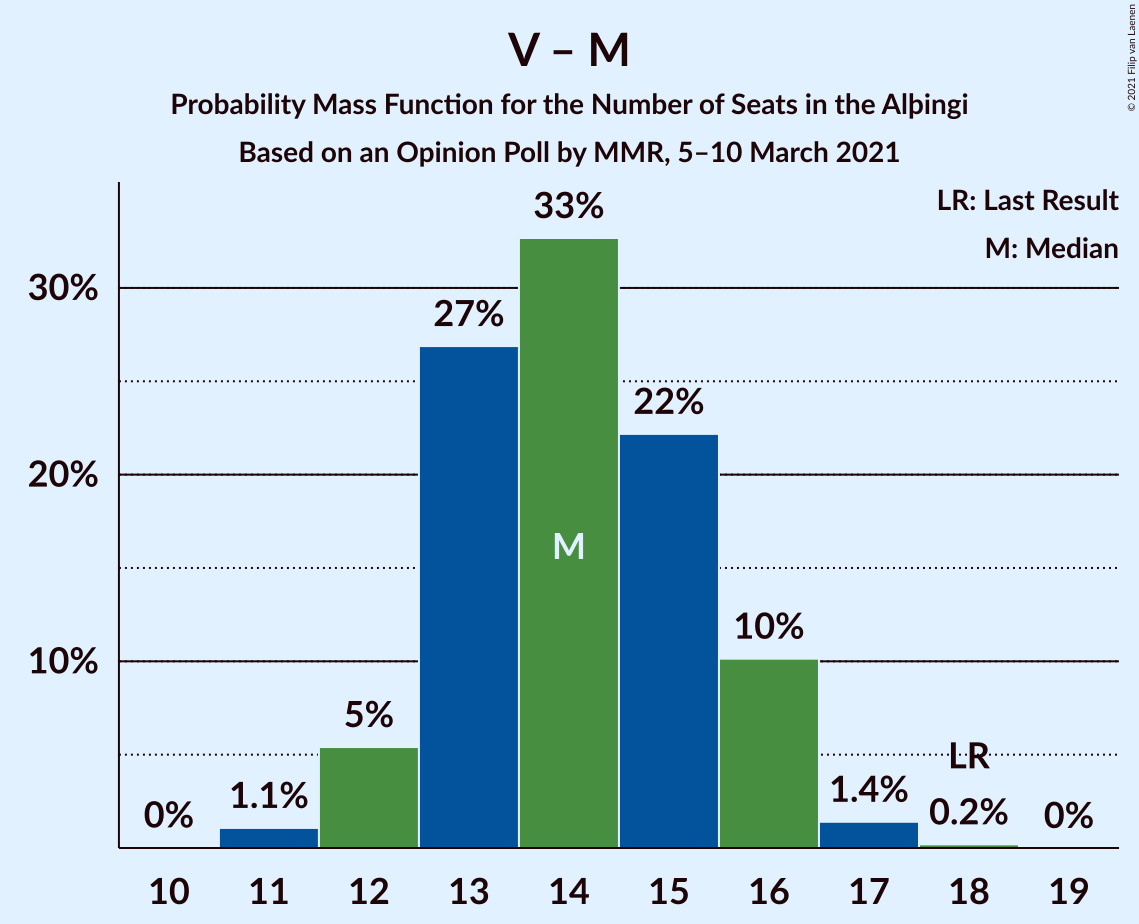 V – M
Probability Mass Function for the Number of Seats in the Alþingi
Based on an Opinion Poll by MMR, 5–10 March 2021
© 2021 Filip van Laenen
LR: Last Result
M: Median
33%
30%
27%
22%
20%
M
10%
10%
5%
LR
1.1%
1.4%
0%
0.2%
0%
10 11 12 13 14 15 16 17 18 19